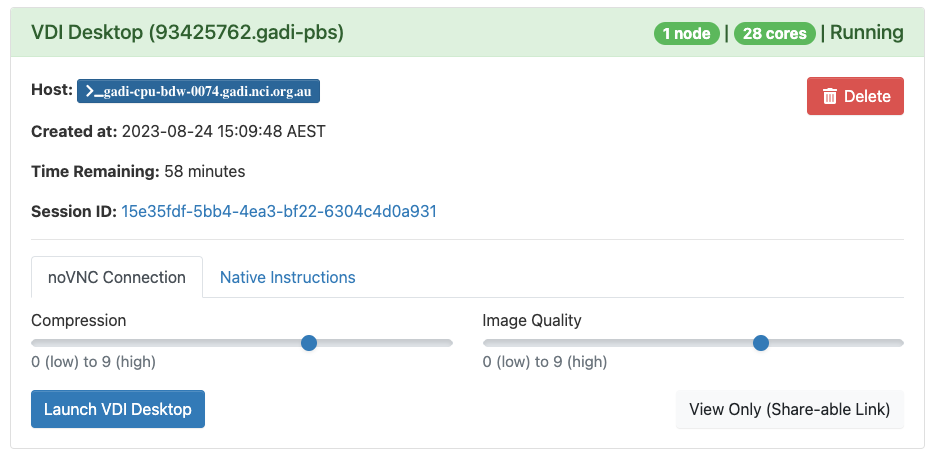 VDI Desktop (93425762.gadi-pbs) 1 node | 28 cores | Running
Host: >_gadi-cpu-bdw-0074.gadi.nci.org.au
Delete
Created at: 2023-08-24 15:09:48 AEST
Time Remaining: 58 minutes
Session ID: 15e35fdf-5bb4-4ea3-bf22-6304c4d0a931
noVNC Connection Native Instructions
Compression Image Quality
0 (low) to 9 (high) 0 (low) to 9 (high)
Launch VDI Desktop View Only (Share-able Link)